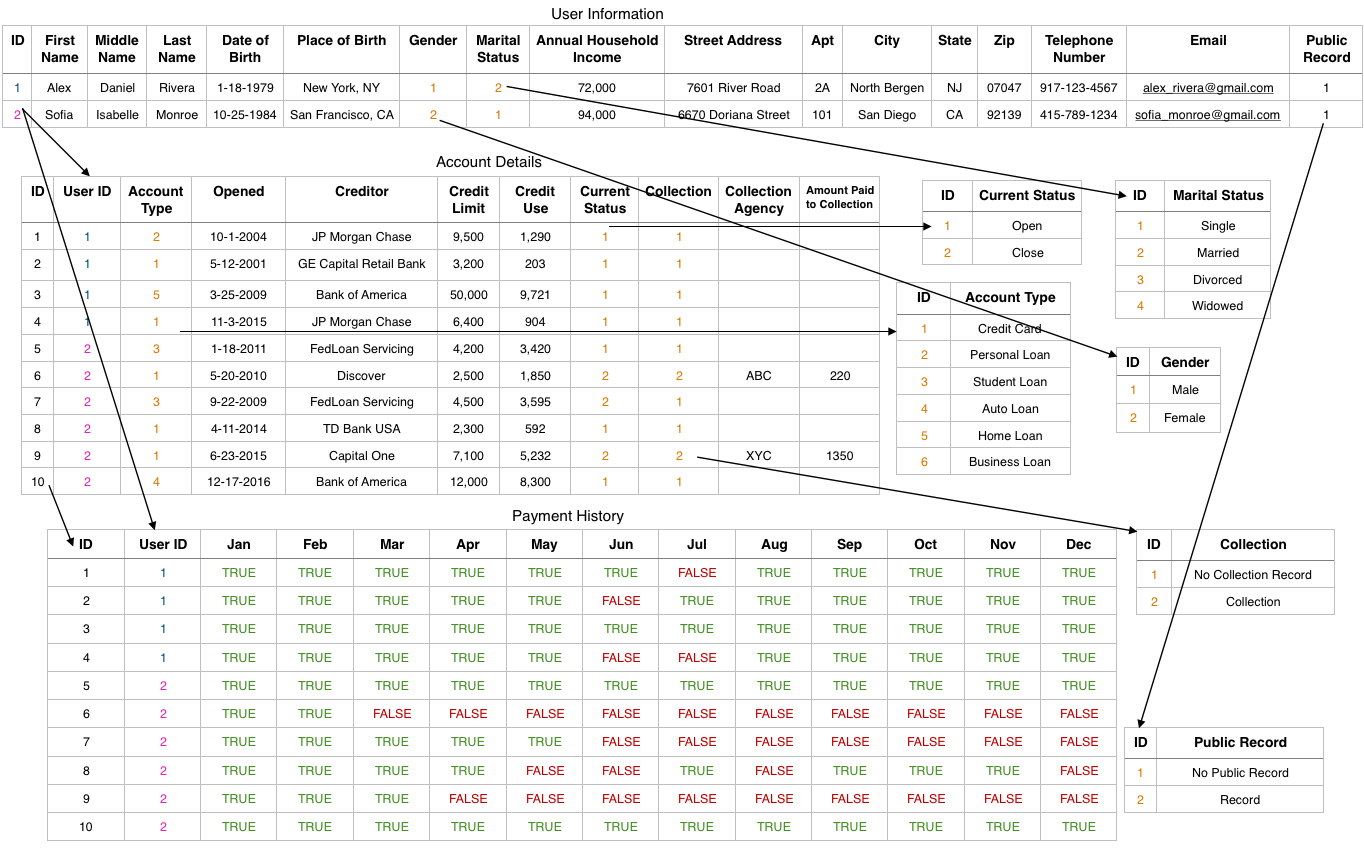 User Information
ID First Name Middle Name Last Name Date of Birth Place of Birth Gender Marital Status Annual Household Income Street Address Apt City State Zip Telephone Number Email Public Record
1 Alex Daniel Rivera 1-18-1979 New York, NY 1 2 72,000 7601 River Road 2A North Bergen NJ 07047 917-123-4567 alex_rivera@gmail.com 1
2 Sofia Isabelle Monroe 10-25-1984 San Francisco, CA 2 1 94,000 6670 Doriana Street 101 San Diego CA 92139 415-789-1234 sofia_monroe@gmail.com 1
Account Details
ID User ID Account Type Opened Creditor Credit Limit Credit Use Current Status Collection Collection Agency Amount Paid to Collection
1 1 2 10-1-2004 JP Morgan Chase 9,500 1,290 1 1
2 1 1 5-12-2001 GE Capital Retail Bank 3,200 203 1 1
3 1 5 3-25-2009 Bank of America 50,000 9,721 1 1
4 1 1 11-3-2015 JP Morgan Chase 6,400 904 1 1
5 2 3 1-18-2011 FedLoan Servicing 4,200 3,420 1 1
6 2 1 5-20-2010 Discover 2,500 1,850 2 2 ABC 220
7 2 3 9-22-2009 FedLoan Servicing 4,500 3,595 2 1
8 2 1 4-11-2014 TD Bank USA 2,300 592 1 1
9 2 1 6-23-2015 Capital One 7,100 5,232 2 2 XYC 1350
10 2 4 12-17-2016 Bank of America 12,000 8,300 1 1
ID Current Status
1 Open
2 Close
ID Marital Status
1 Single
2 Married
3 Divorced
4 Widowed
ID Account Type
1 Credit Card
2 Personal Loan
3 Student Loan
4 Auto Loan
5 Home Loan
6 Business Loan
ID Gender
1 Male
2 Female
Payment History
ID User ID Jan Feb Mar Apr May Jun Jul Aug Sep Oct Nov Dec
1 1 TRUE TRUE TRUE TRUE TRUE TRUE FALSE TRUE TRUE TRUE TRUE TRUE
2 1 TRUE TRUE TRUE TRUE TRUE FALSE TRUE TRUE TRUE TRUE TRUE TRUE
3 1 TRUE TRUE TRUE TRUE TRUE TRUE TRUE TRUE TRUE TRUE TRUE TRUE
4 1 TRUE TRUE TRUE TRUE TRUE FALSE FALSE TRUE TRUE TRUE TRUE TRUE
5 2 TRUE TRUE TRUE TRUE TRUE TRUE TRUE TRUE TRUE TRUE TRUE TRUE
6 2 TRUE TRUE FALSE FALSE FALSE FALSE FALSE FALSE FALSE FALSE FALSE FALSE
7 2 TRUE TRUE TRUE TRUE TRUE FALSE FALSE FALSE FALSE FALSE FALSE FALSE
8 2 TRUE TRUE TRUE TRUE FALSE FALSE TRUE FALSE TRUE TRUE TRUE FALSE
9 2 TRUE TRUE TRUE FALSE FALSE FALSE FALSE FALSE FALSE FALSE FALSE FALSE
10 2 TRUE TRUE TRUE TRUE TRUE TRUE TRUE TRUE TRUE TRUE TRUE TRUE
ID Collection
1 No Collection Record
2 Collection
ID Public Record
1 No Public Record
2 Record